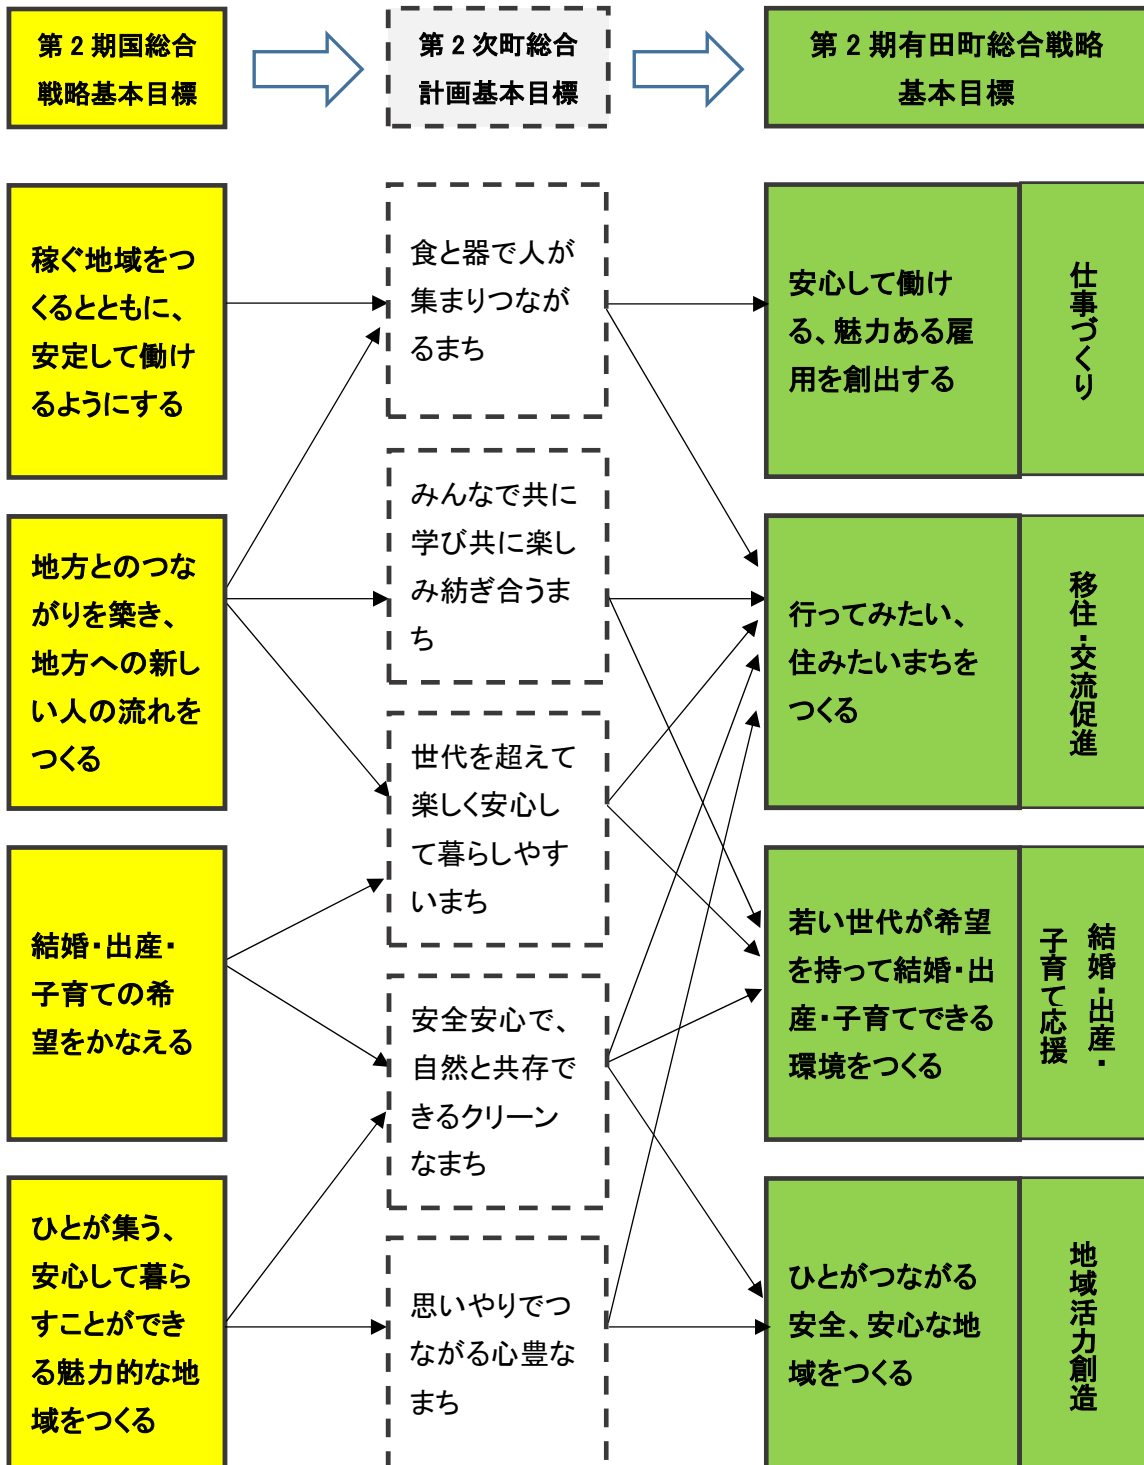 第2期国総合
戦略基本目標
第2次町総合
計画基本目標
第2期有田町総合戦略
基本目標
稼ぐ地域をつ
くるとともに、
安定して働け
るようにする
地方とのつな
がりを築き、
地方への新し
い人の流れを
つくる
結婚・出産・
子育ての希
望をかなえる
ひとが集う、
安心して暮ら
すことができ
る魅力的な地
域をつくる
食と器で人が
集まりつなが
るまち
みんなで共に
学び共に楽し
み紡ぎ合うま
ち
世代を超えて
楽しく安心し
て暮らしやす
いまち
安全安心で、
自然と共存で
きるクリーン
なまち
思いやりでつ
ながる心豊な
まち
安心して働け
る、魅力ある雇
用を創出する
仕事づくり
行ってみたい、
住みたいまちを
つくる
移住・交流促進
若い世代が希望
を持って結婚・出
産・子育てできる
環境をつくる
結婚・出産・
子育て応援
ひとがつながる
安全、安心な地
域をつくる
地域活力創造